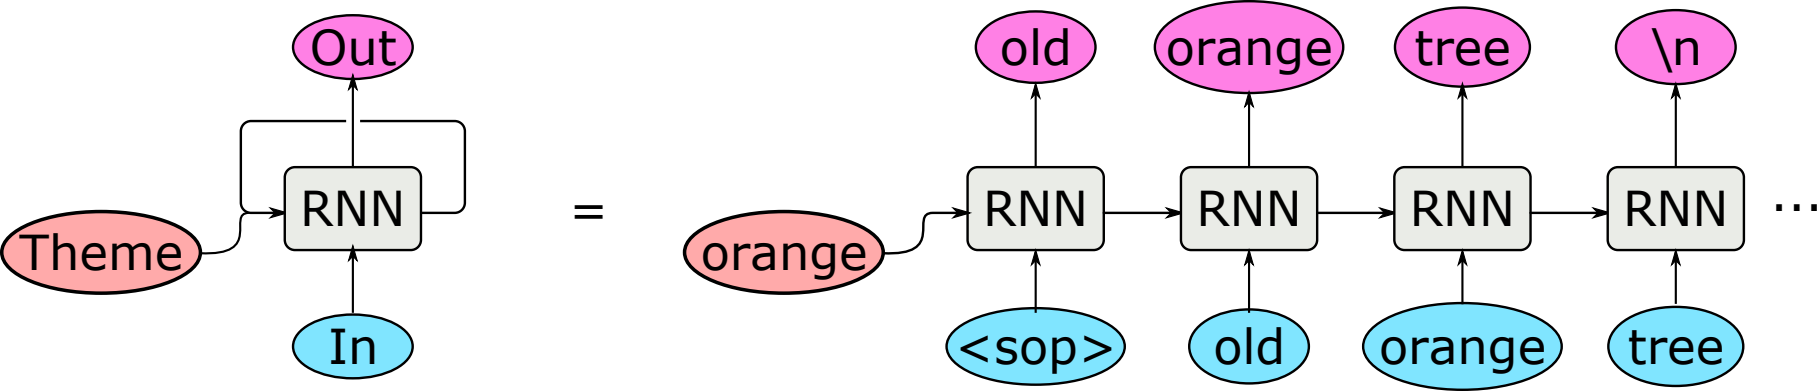 Out
old orange tree \n
RNN = RNN RNN RNN RNN ...
Theme orange
In <sop> old orange tree